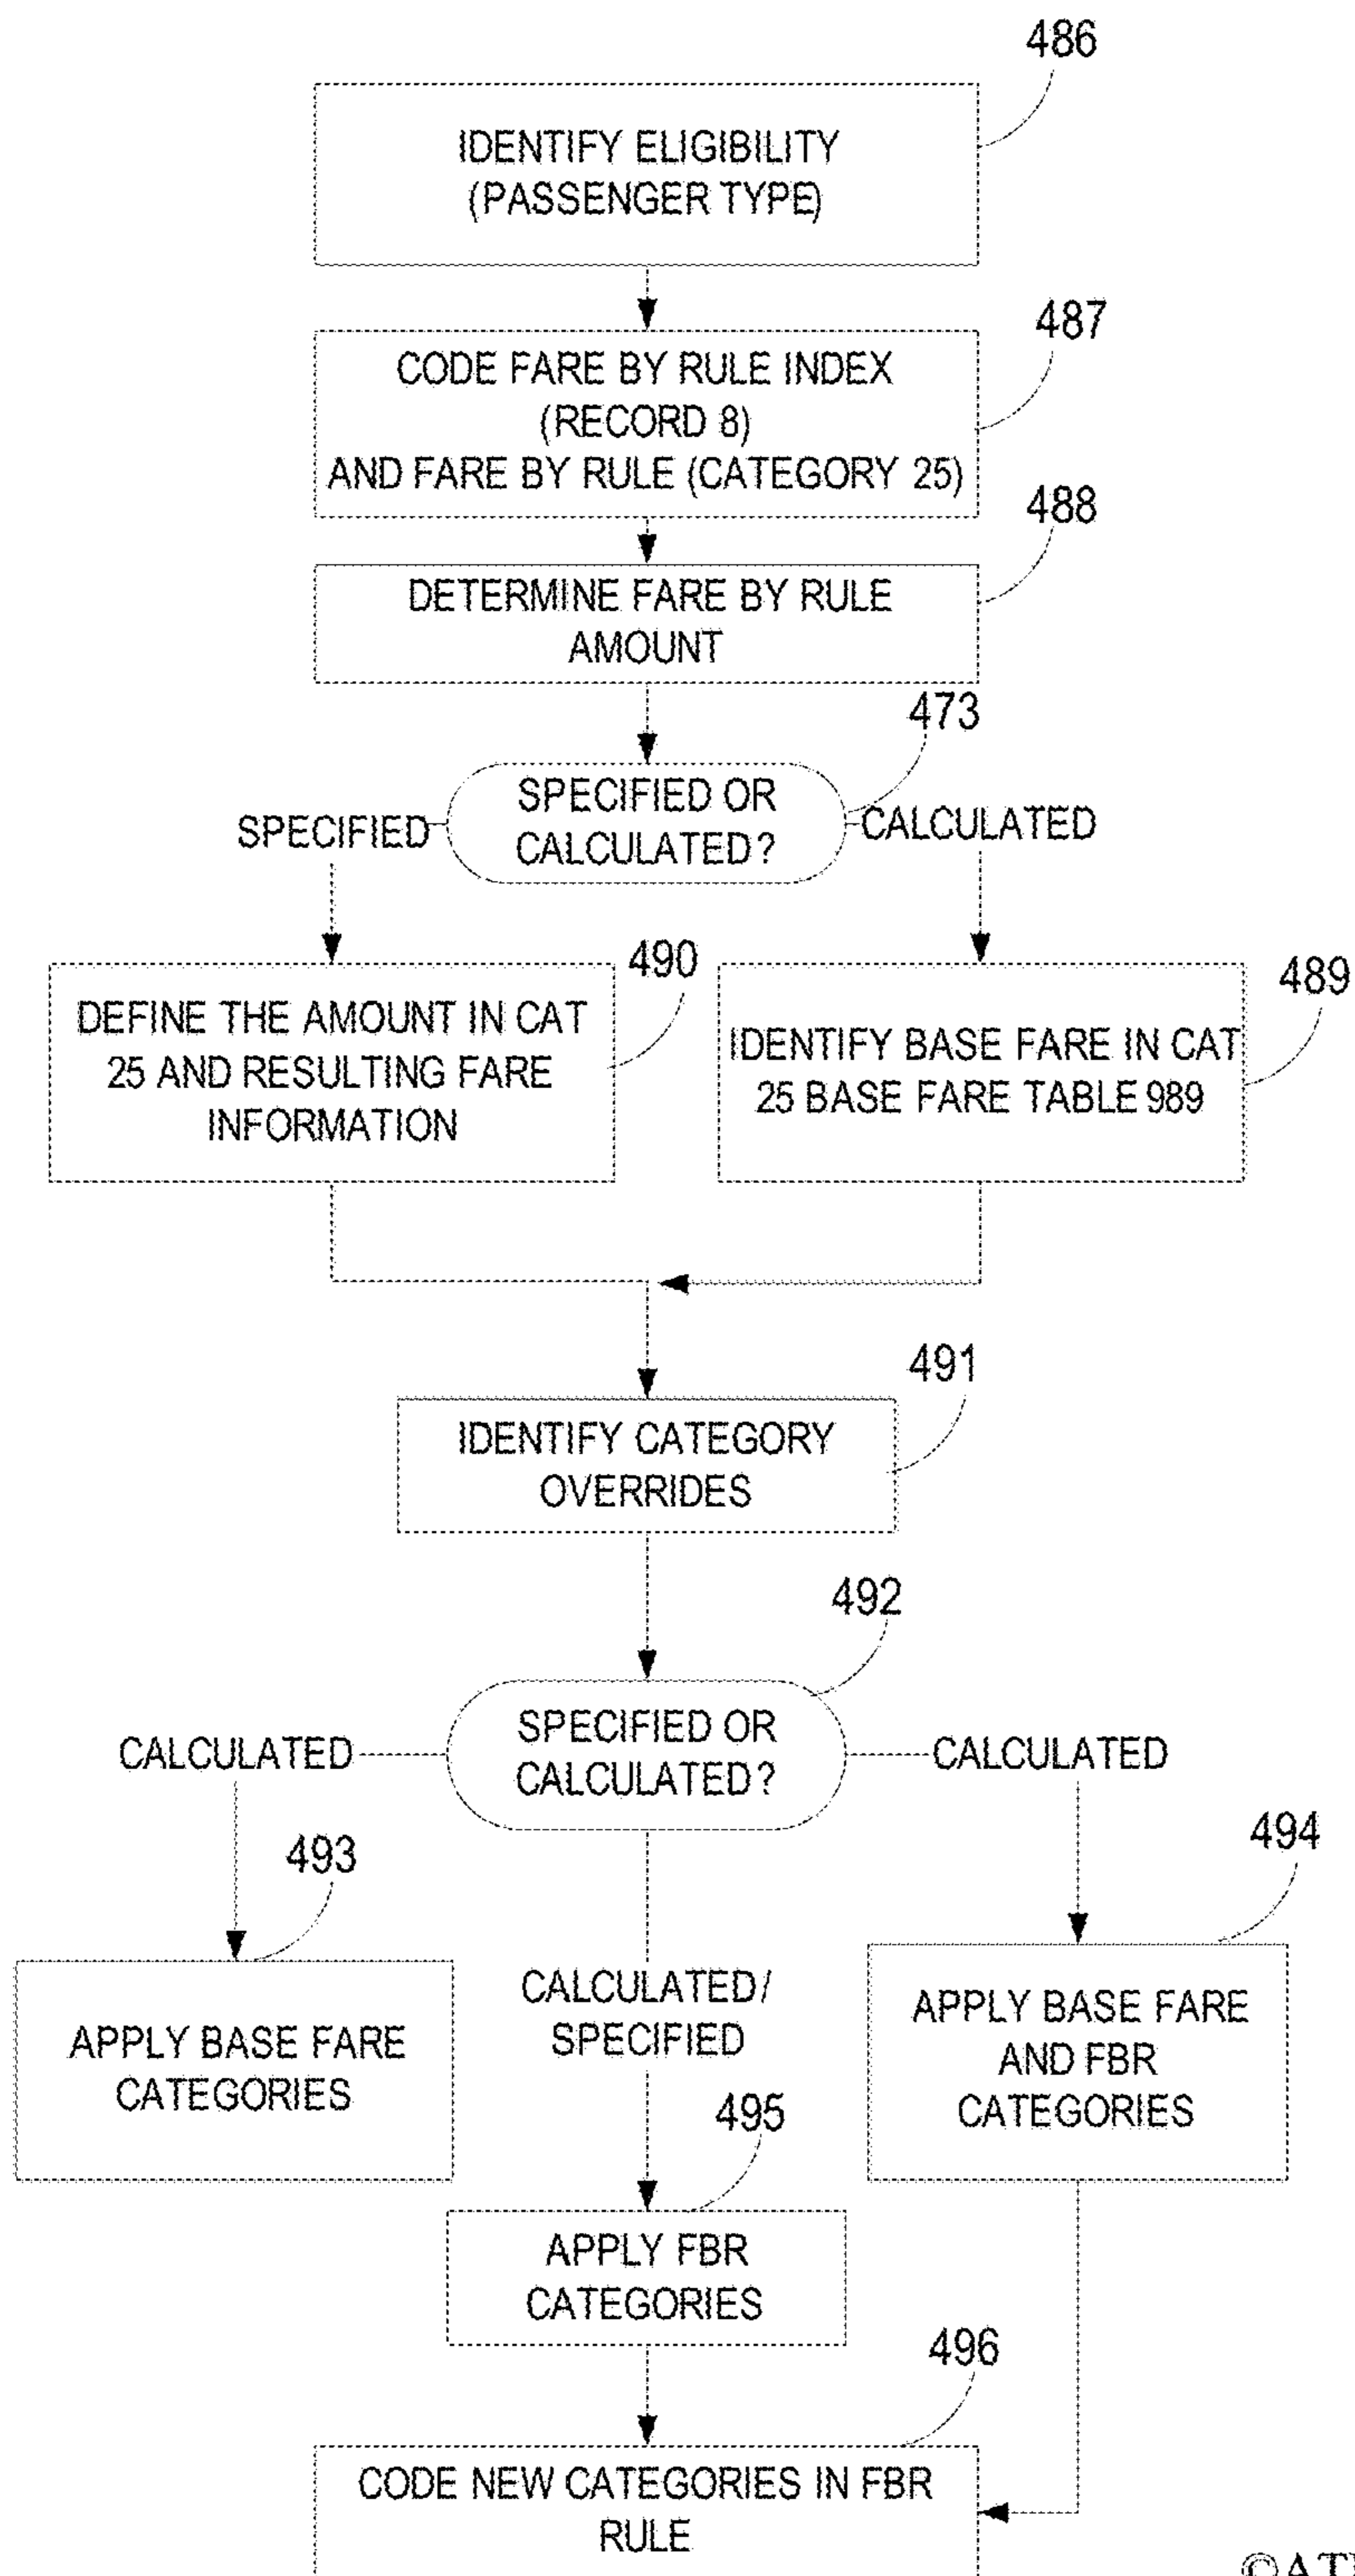 486
IDENTIFY ELIGIBILITY
(PASSENGER TYPE)
487
CODE FARE BY RULE INDEX
(RECORD 8)
AND FARE BY RULE (CATEGORY 25)
488
DETERMINE FARE BY RULE
AMOUNT
473
SPECIFIED OR
CALCULATED?
SPECIFIED
CALCULATED
490
DEFINE THE AMOUNT IN CAT
25 AND RESULTING FARE
INFORMATION
489
IDENTIFY BASE FARE IN CAT
25 BASE FARE TABLE 989
491
IDENTIFY CATEGORY
OVERRIDES
492
SPECIFIED OR
CALCULATED?
CALCULATED
CALCULATED
493
APPLY BASE FARE
CATEGORIES
CALCULATED/
SPECIFIED
494
APPLY BASE FARE
AND FBR
CATEGORIES
495
APPLY FBR
CATEGORIES
496
CODE NEW CATEGORIES IN FBR
RULE